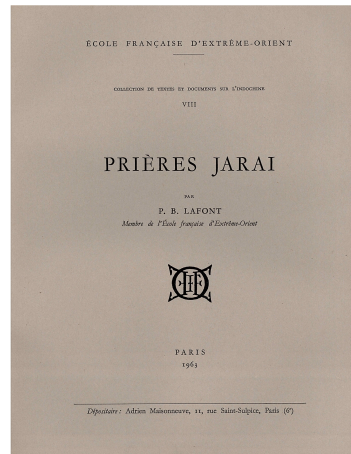 ÉCOLE FRANÇAISE D'EXTRÊME-ORIENT
COLLECTION DE TEXTES ET DOCUMENTS SUR L'INDOCHINE
VIII
PRIÈRES JARAI
PAR
P. B. LAFONT
Membre de l'École française d'Extrême-Orient
PARIS
1963
Dépositaire : Adrien Maisonneuve, 11, rue Saint-Sulpice, Paris (6e)